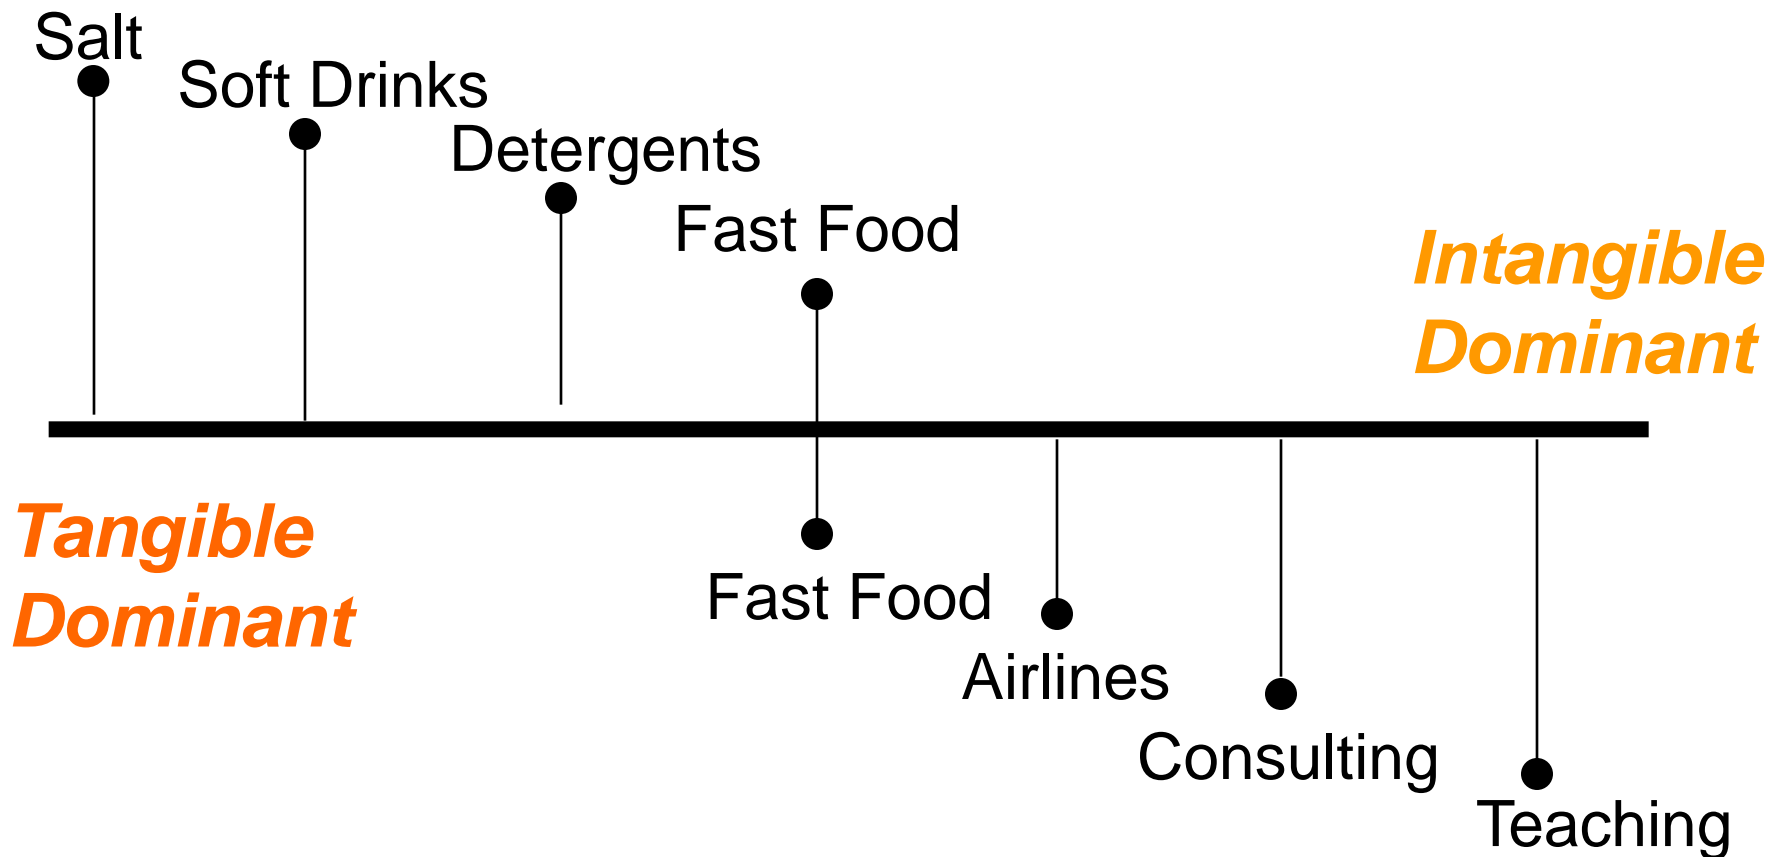 Salt
Soft Drinks
Detergents
Fast Food
Intangible
Dominant
Tangible
Dominant
Fast Food
Airlines
Consulting
Teaching